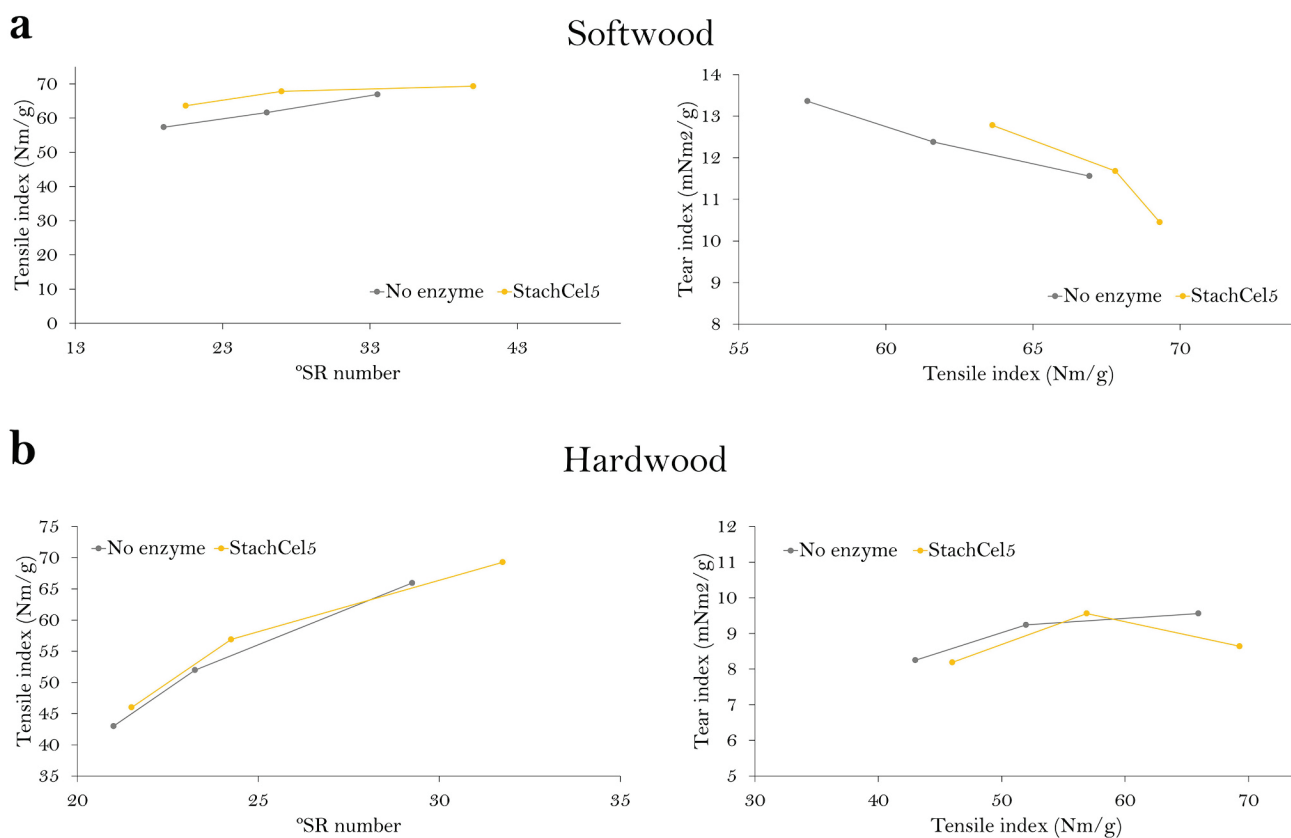 a
Softwood
Tensile index (Nm/g)
70
60
50
40
30
20
10
0
13 23 33 43
ºSR number
No enzyme StachCel5
Tear index (mNm2/g)
14
13
12
11
10
9
8
55 60 65 70
Tensile index (Nm/g)
No enzyme StachCel5
b
Hardwood
Tensile index (Nm/g)
75
70
65
60
55
50
45
40
35
20 25 30 35
ºSR number
No enzyme StachCel5
Tear index (mNm2/g)
12
11
10
9
8
7
6
5
30 40 50 60 70
Tensile index (Nm/g)
No enzyme StachCel5